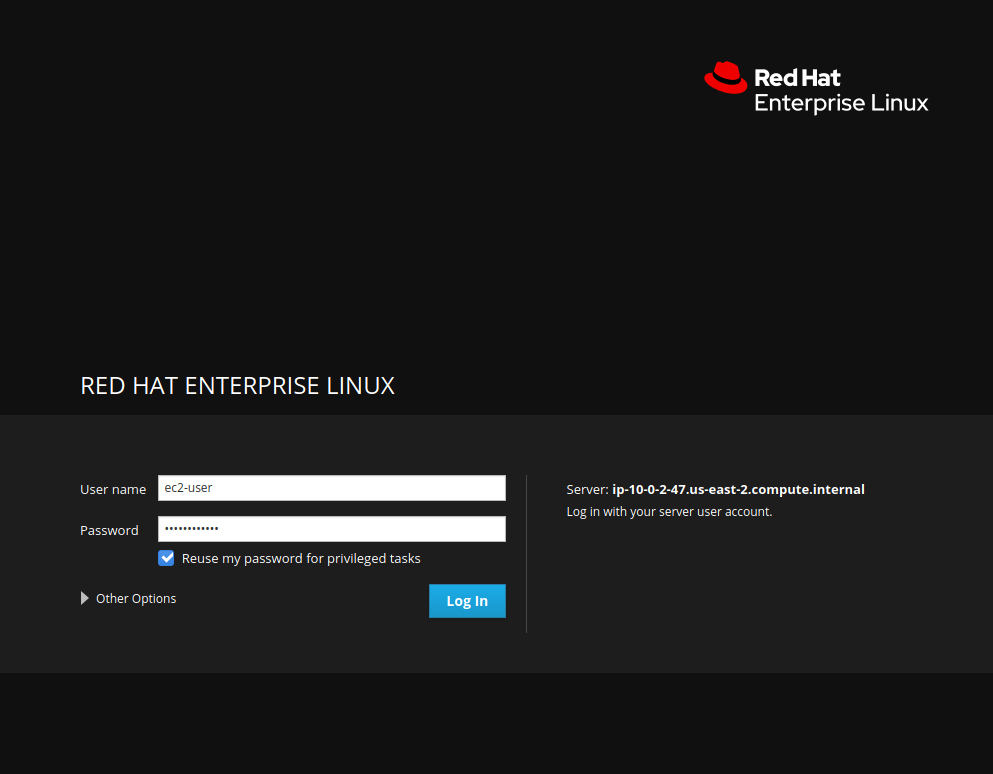 Red Hat
Enterprise Linux
RED HAT ENTERPRISE LINUX
User name ec2-user
Password ••••••••••••
Reuse my password for privileged tasks
Other Options
Log In
Server: ip-10-0-2-47.us-east-2.compute.internal
Log in with your server user account.